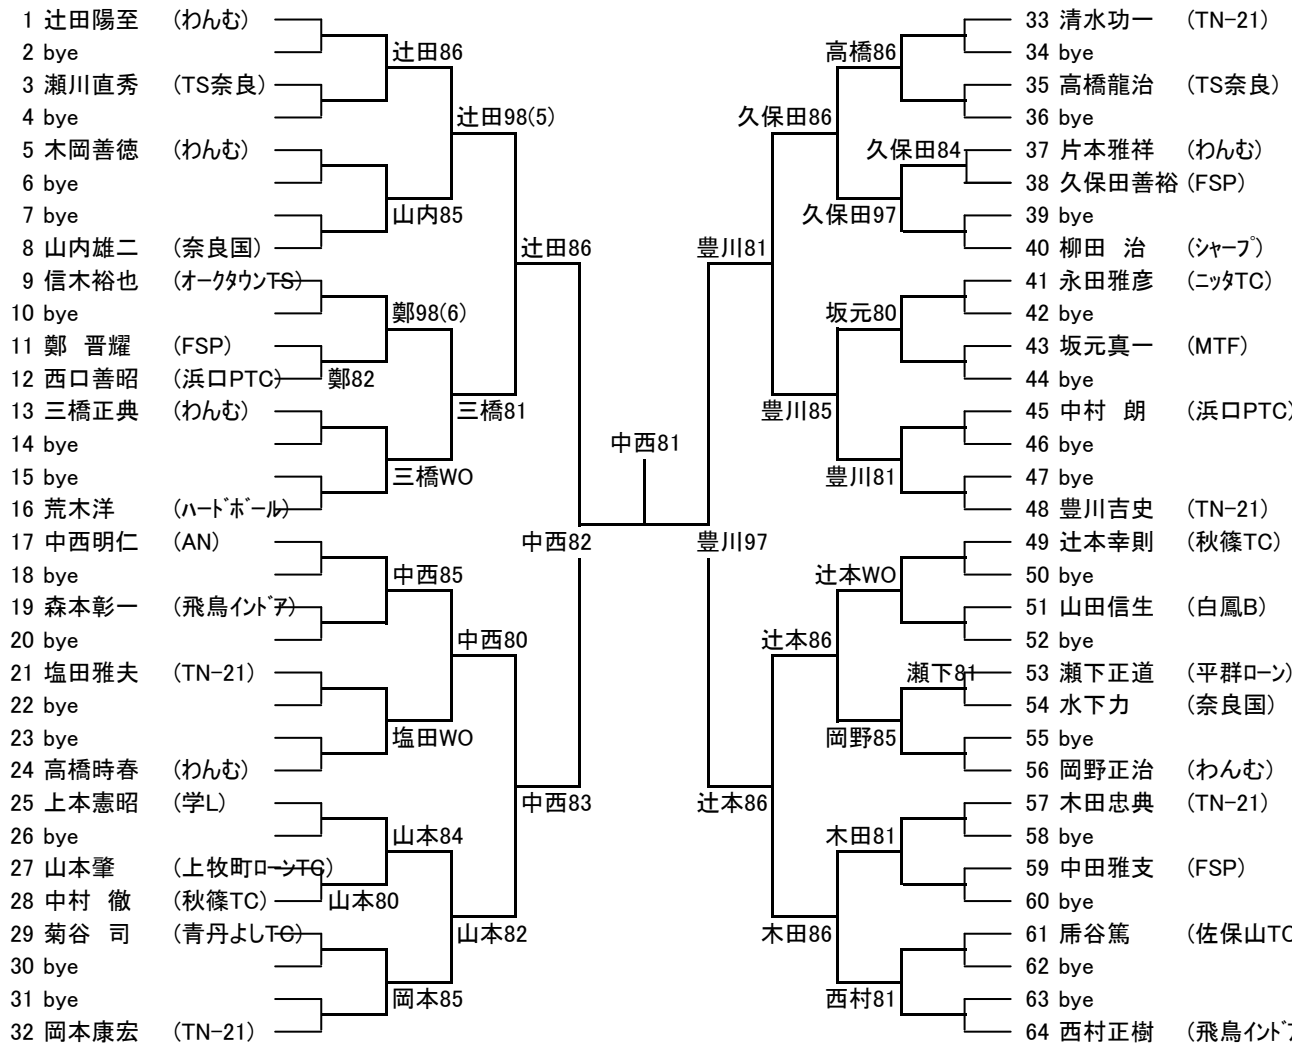 1 辻田陽至 (わんむ)
2 bye
3 瀬川直秀 (TS奈良)
4 bye
5 木岡善徳 (わんむ)
6 bye
7 bye
8 山内雄二 (奈良国)
9 信木裕也 (オークタウンTS)
10 bye
11 鄭 晋耀 (FSP)
12 西口善昭 (浜口PTC)
13 三橋正典 (わんむ)
14 bye
15 bye
16 荒木洋 (ハードボール)
17 中西明仁 (AN)
18 bye
19 森本彰一 (飛鳥インドア)
20 bye
21 塩田雅夫 (TN-21)
22 bye
23 bye
24 高橋時春 (わんむ)
25 上本憲昭 (学L)
26 bye
27 山本肇 (上牧町ローンTC)
28 中村 徹 (秋篠TC)
29 菊谷 司 (青丹よしTC)
30 bye
31 bye
32 岡本康宏 (TN-21)
鄭82
山本80
辻田86
山内85
鄭98(6)
三橋WO
中西85
塩田WO
山本84
岡本85
辻田98(5)
三橋81
中西80
山本82
辻田86
中西83
中西82
中西81
豊川97
豊川81
辻本86
久保田86
豊川85
辻本86
木田86
高橋86
久保田97
坂元80
豊川81
辻本WO
岡野85
木田81
西村81
久保田84
瀬下81
33 清水功一 (TN-21)
34 bye
35 高橋龍治 (TS奈良)
36 bye
37 片本雅祥 (わんむ)
38 久保田善裕 (FSP)
39 bye
40 柳田 治 (シャープ)
41 永田雅彦 (ニッタTC)
42 bye
43 坂元真一 (MTF)
44 bye
45 中村 朗 (浜口PTC)
46 bye
47 bye
48 豊川吉史 (TN-21)
49 辻本幸則 (秋篠TC)
50 bye
51 山田信生 (白鳳B)
52 bye
53 瀬下正道 (平群ローン)
54 水下力 (奈良国)
55 bye
56 岡野正治 (わんむ)
57 木田忠典 (TN-21)
58 bye
59 中田雅支 (FSP)
60 bye
61 乕谷篤 (佐保山TC
62 bye
63 bye
64 西村正樹 (飛鳥インドア